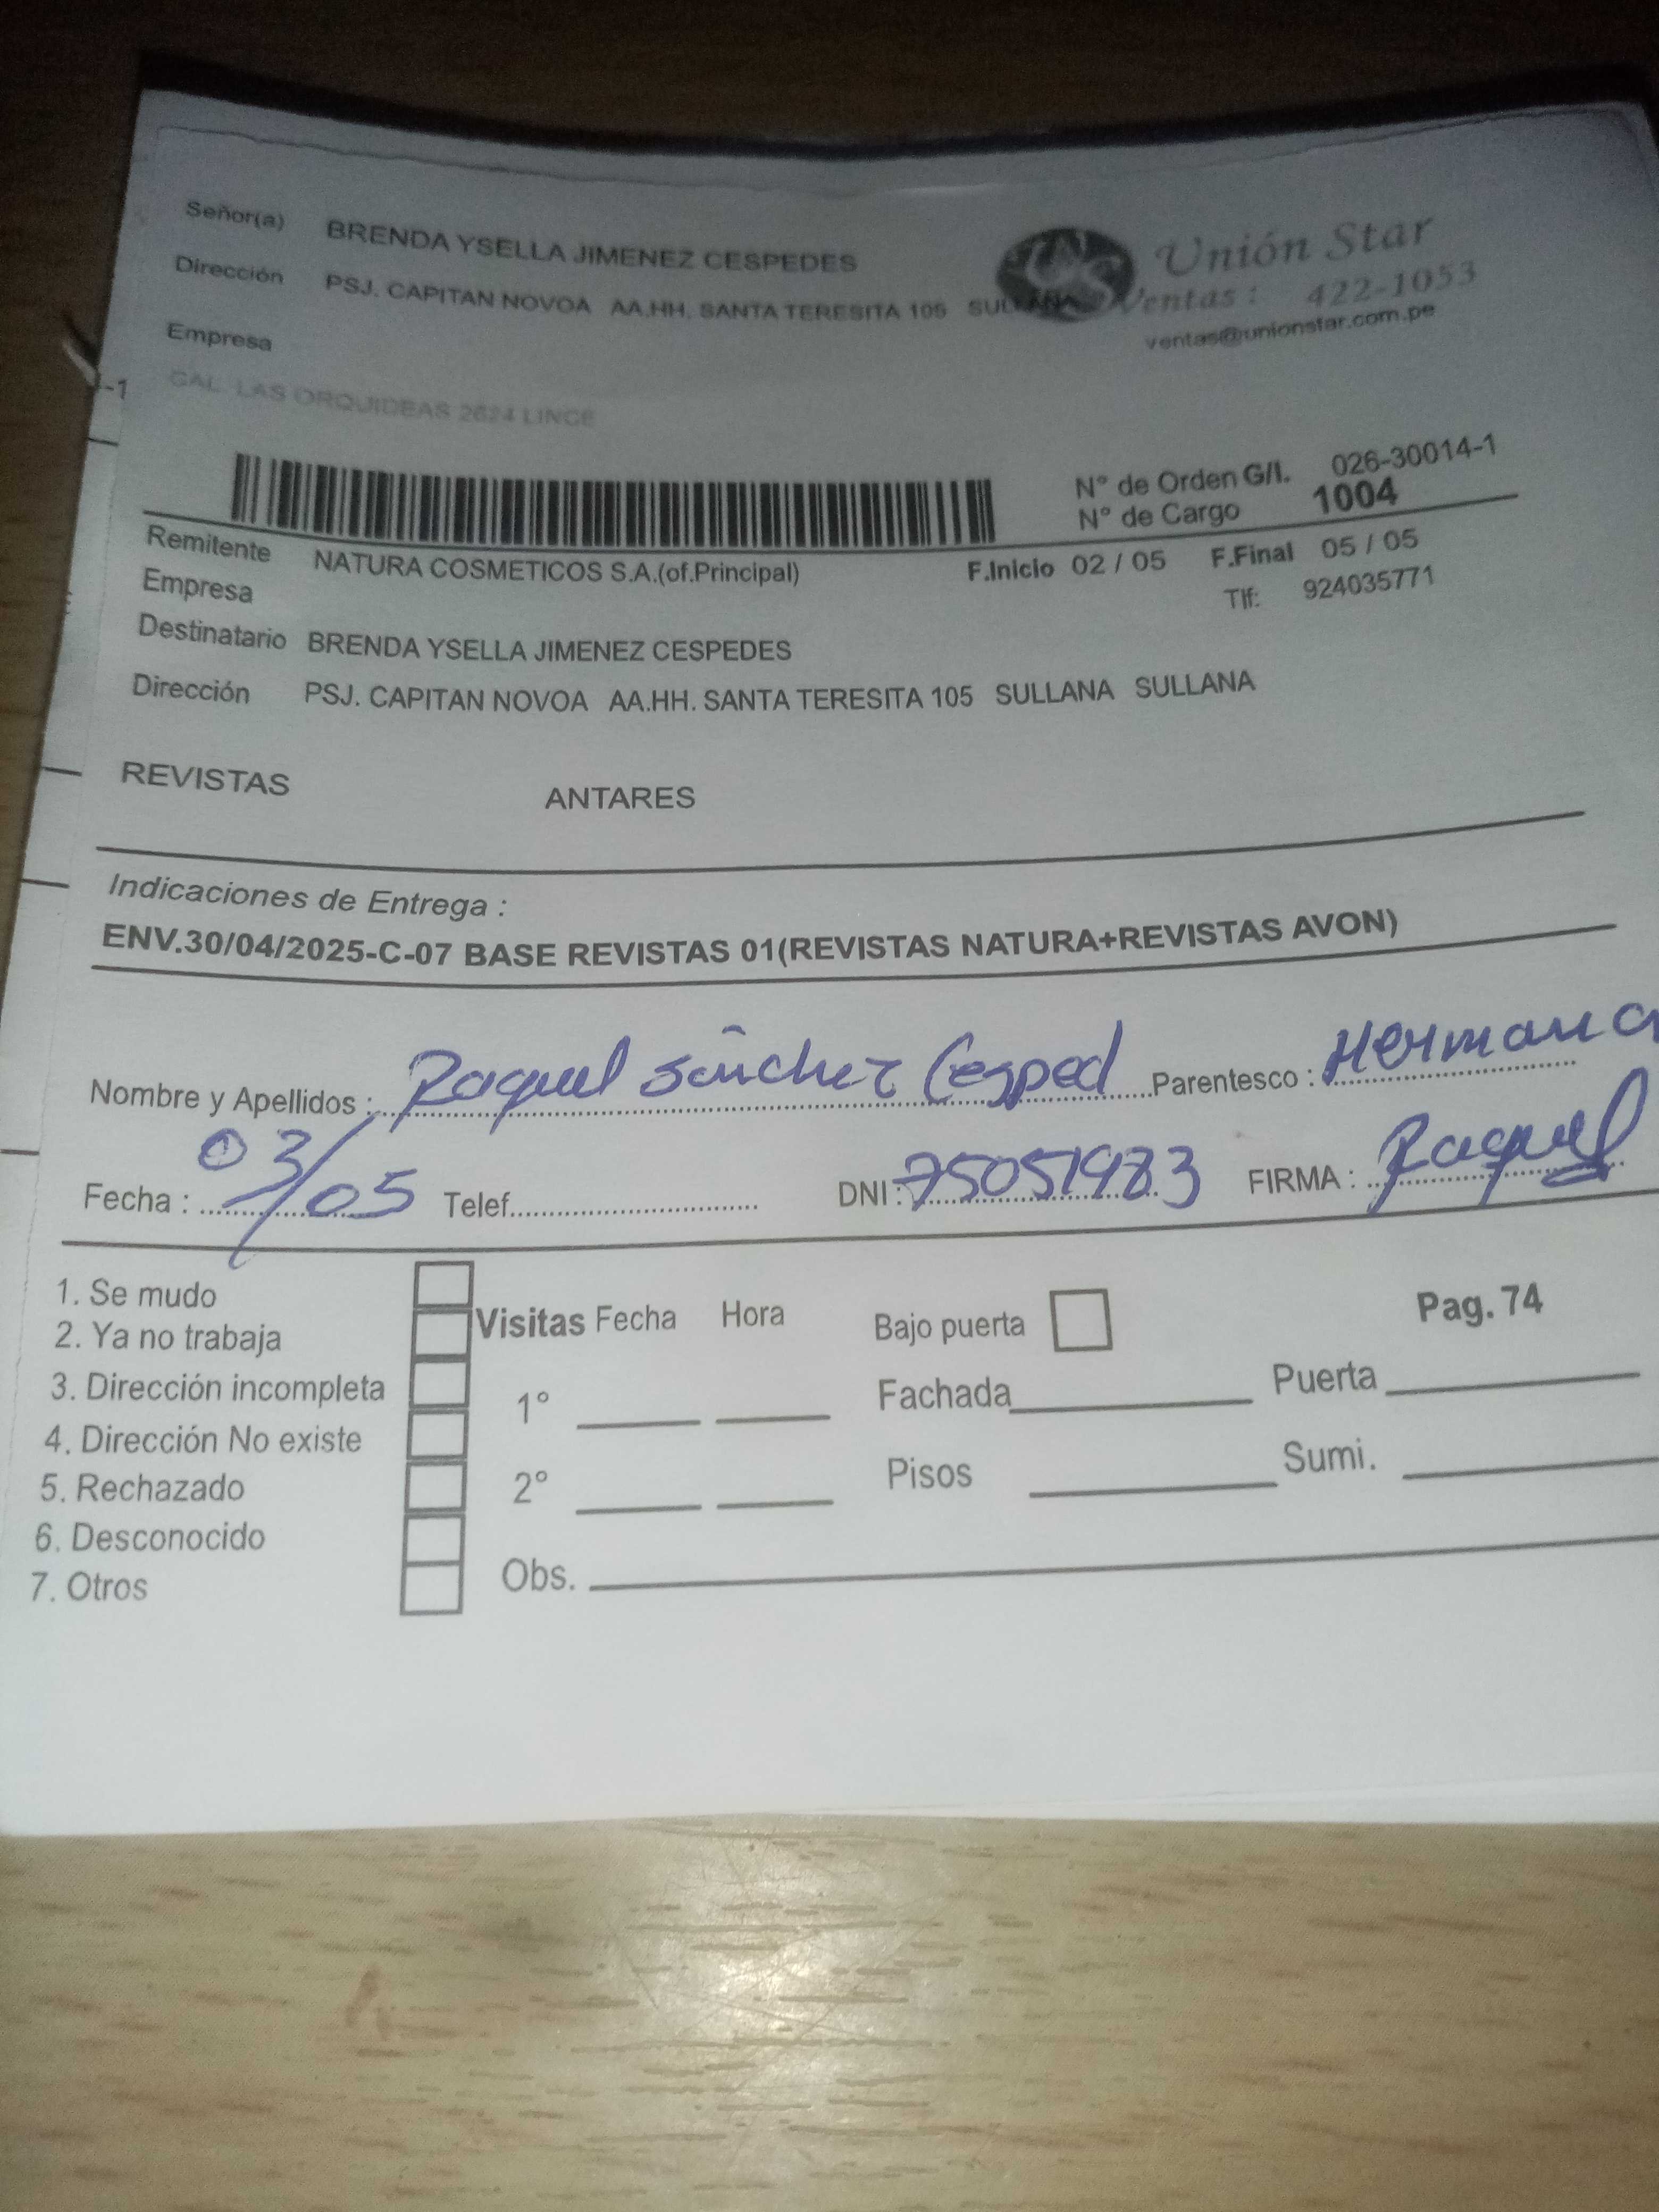 Señor(a) BRENDA YSELLA JIMENEZ CESPEDES
Unión Star
Dirección PSJ. CAPITAN NOVOA AA.HH. SANTA TERESITA 105 SULLANA
Ventas : 422-1053
ventas@unionstar.com.pe
Empresa
-1
CAL. LAS ORQUIDEAS 2624 LINCE
Nº de Orden G/I. 026-30014-1
Nº de Cargo 1004
Remitente NATURA COSMETICOS S.A.(of.Principal) F.Inicio 02 / 05 F.Final 05 / 05
Empresa Tlf: 924035771
Destinatario BRENDA YSELLA JIMENEZ CESPEDES
Dirección PSJ. CAPITAN NOVOA AA.HH. SANTA TERESITA 105 SULLANA SULLANA
REVISTAS ANTARES
Indicaciones de Entrega :
ENV.30/04/2025-C-07 BASE REVISTAS 01(REVISTAS NATURA+REVISTAS AVON)
Nombre y Apellidos : Raquel Sánchez Cesped Parentesco : Hermana
Fecha : 03/05 Telef. DNI: 75051983 FIRMA : Raquel
1. Se mudo
2. Ya no trabaja
3. Dirección incompleta
4. Dirección No existe
5. Rechazado
6. Desconocido
7. Otros
Visitas Fecha Hora
1º
2º
Obs.
Bajo puerta
Pag. 74
Fachada Puerta
Pisos Sumi.